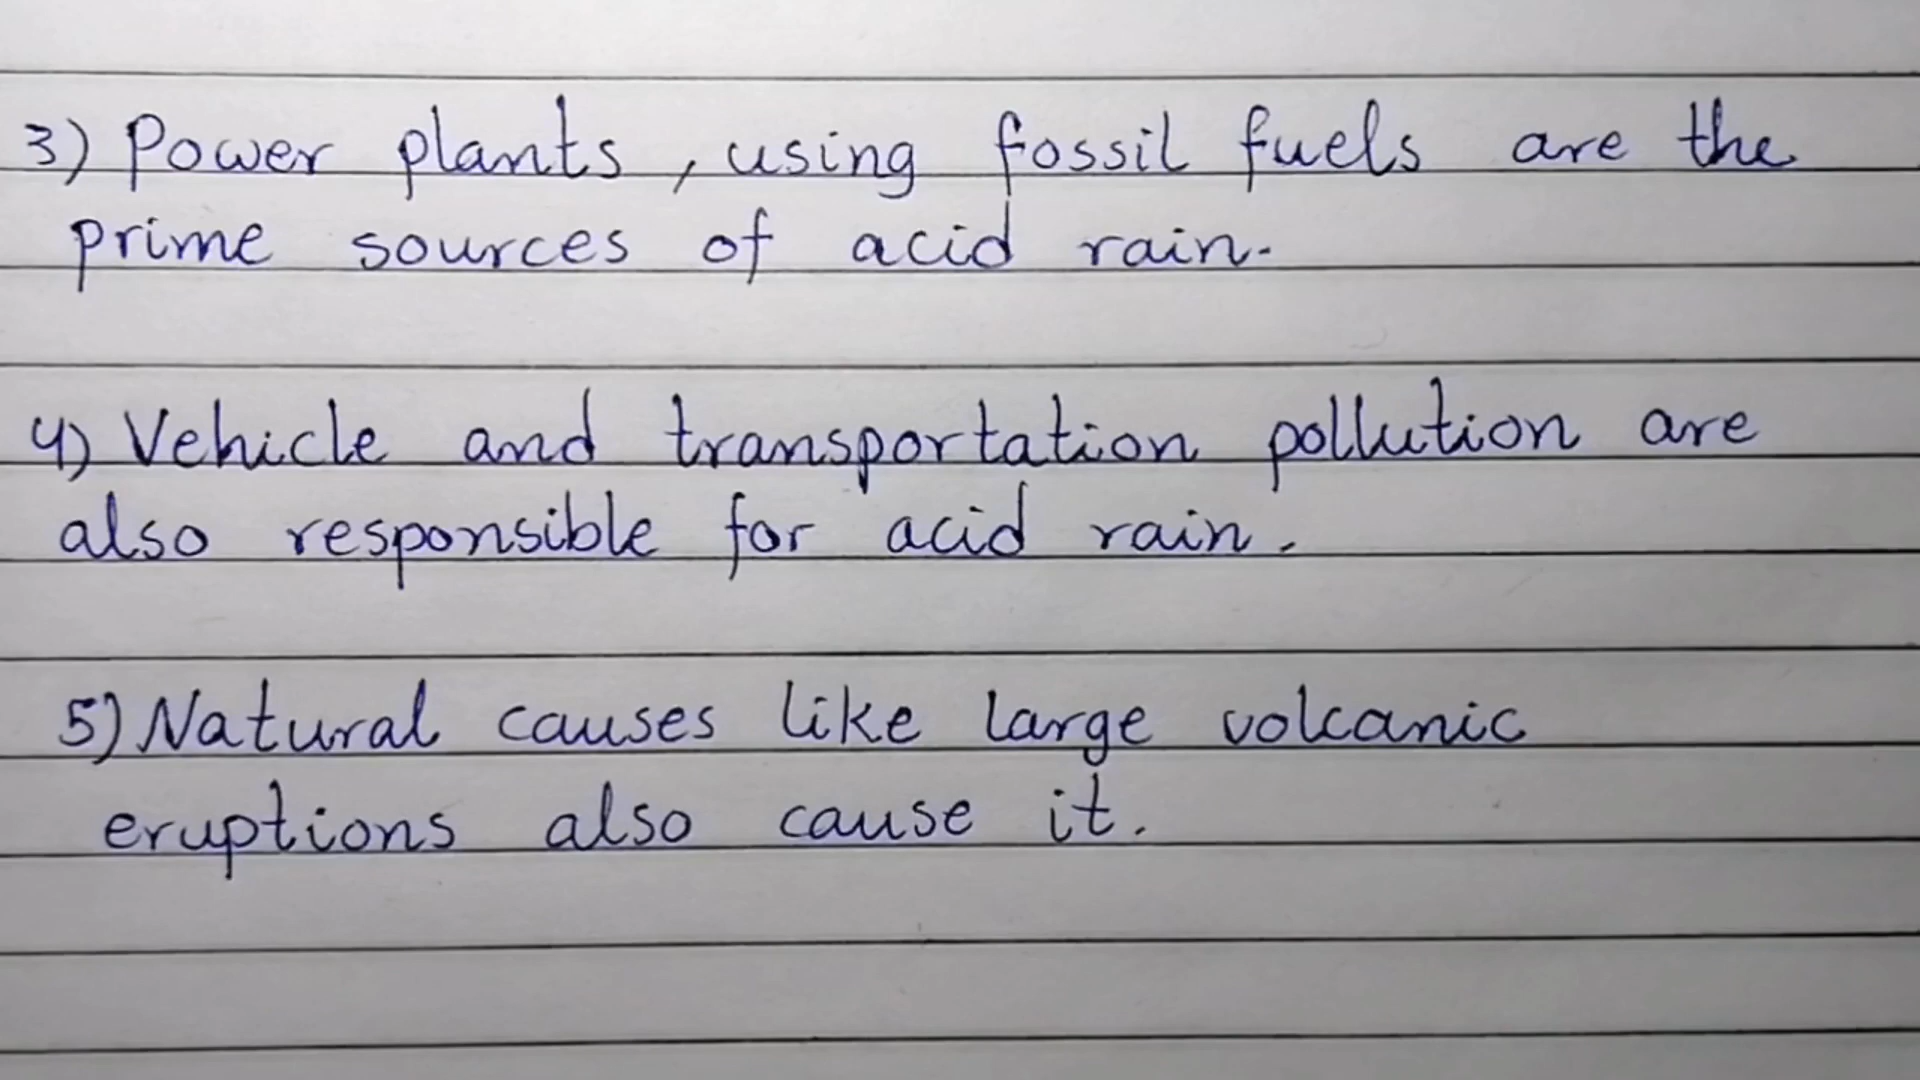 3) Power plants, using fossil fuels are the
prime sources of acid rain.
4) Vehicle and transportation pollution are
also responsible for acid rain.
5) Natural causes like large volcanic
eruptions also cause it.